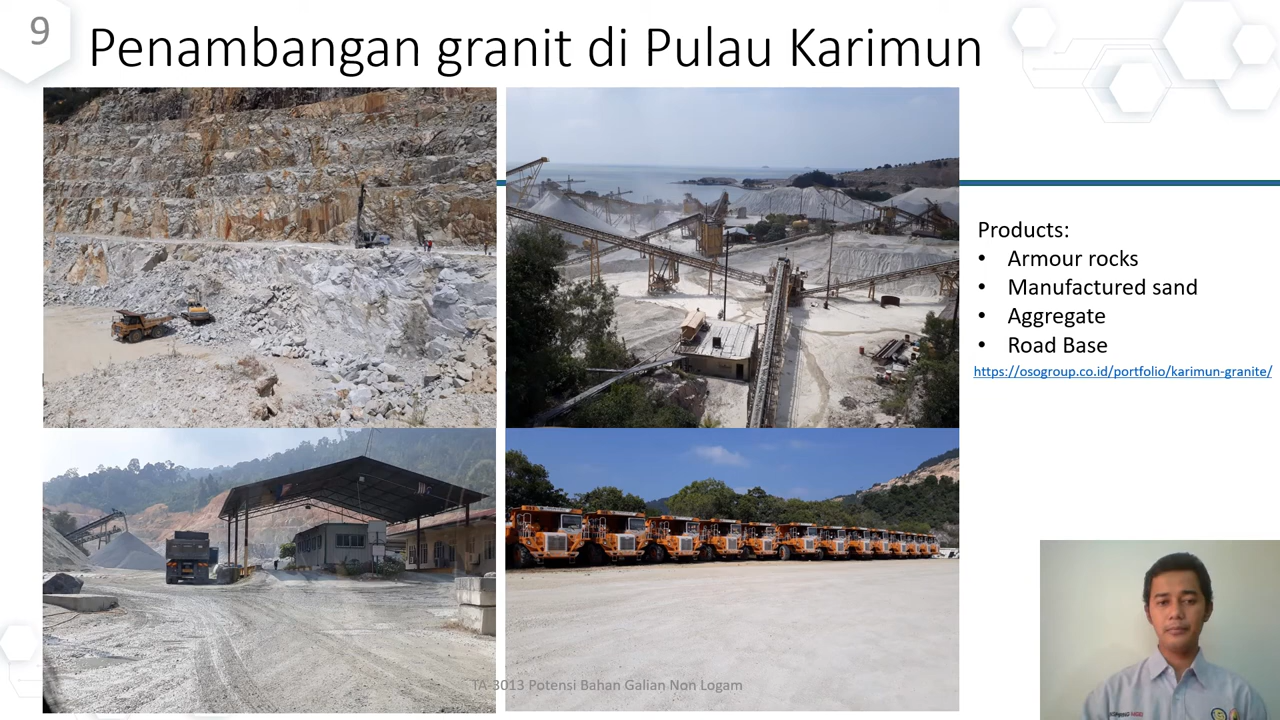 9
Penambangan granit di Pulau Karimun
Products:
• Armour rocks
• Manufactured sand
• Aggregate
• Road Base
https://osogroup.co.id/portfolio/karimun-granite/
TA-3013 Potensi Bahan Galian Non Logam